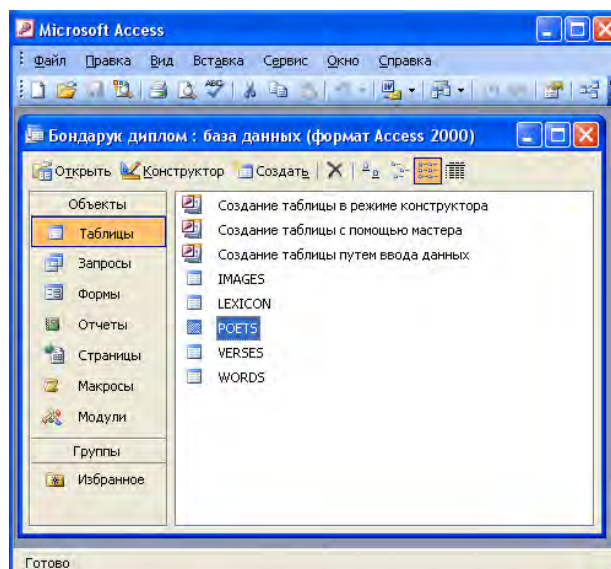 Microsoft Access
Файл Правка Вид Вставка Сервис Окно Справка
Бондарук диплом : база данных (формат Access 2000)
Открыть Конструктор Создать
Объекты
Таблицы
Запросы
Формы
Отчеты
Страницы
Макросы
Модули
Группы
Избранное
Создание таблицы в режиме конструктора
Создание таблицы с помощью мастера
Создание таблицы путем ввода данных
IMAGES
LEXICON
POETS
VERSES
WORDS
Готово